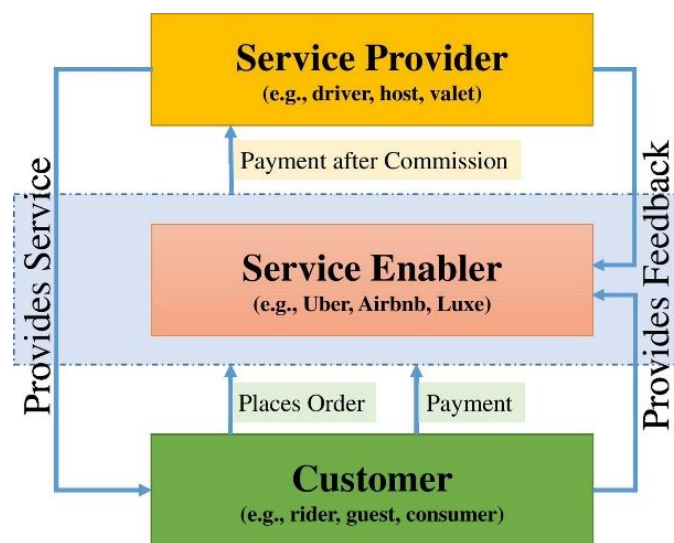 Service Provider
(e.g., driver, host, valet)
Payment after Commission
Provides Service
Provides Feedback
Service Enabler
(e.g., Uber, Airbnb, Luxe)
Places Order
Payment
Customer
(e.g., rider, guest, consumer)